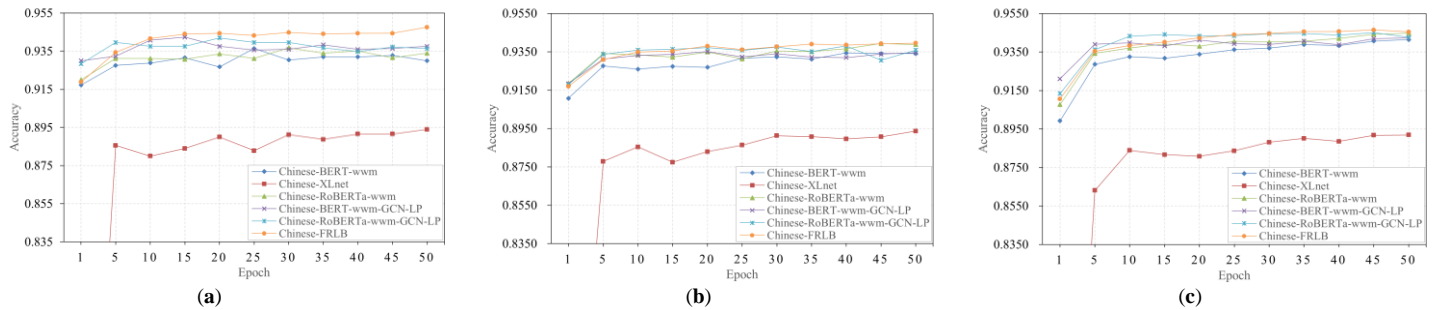 0.955
0.935
0.915
0.895
0.875
0.855
0.835
Accuracy
1 5 10 15 20 25 30 35 40 45 50
Epoch
Chinese-BERT-wwm
Chinese-XLnet
Chinese-RoBERTa-wwm
Chinese-BERT-wwm-GCN-LP
Chinese-RoBERTa-wwm-GCN-LP
Chinese-FRLB
(a)
0.9550
0.9350
0.9150
0.8950
0.8750
0.8550
0.8350
Accuracy
1 5 10 15 20 25 30 35 40 45 50
Epoch
Chinese-BERT-wwm
Chinese-XLnet
Chinese-RoBERTa-wwm
Chinese-BERT-wwm-GCN-LP
Chinese-RoBERTa-wwm-GCN-LP
Chinese-FRLB
(b)
0.9550
0.9350
0.9150
0.8950
0.8750
0.8550
0.8350
Accuracy
1 5 10 15 20 25 30 35 40 45 50
Epoch
Chinese-BERT-wwm
Chinese-XLnet
Chinese-RoBERTa-wwm
Chinese-BERT-wwm-GCN-LP
Chinese-RoBERTa-wwm-GCN-LP
Chinese-FRLB
(c)